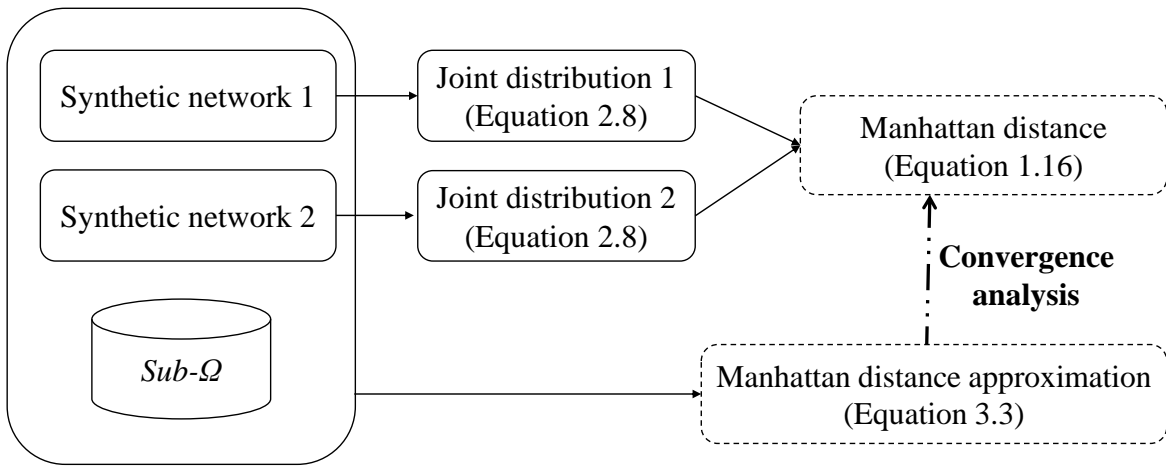 Synthetic network 1
Joint distribution 1
(Equation 2.8)
Manhattan distance
(Equation 1.16)
Synthetic network 2
Joint distribution 2
(Equation 2.8)
Convergence
analysis
Sub-Ω
Manhattan distance approximation
(Equation 3.3)